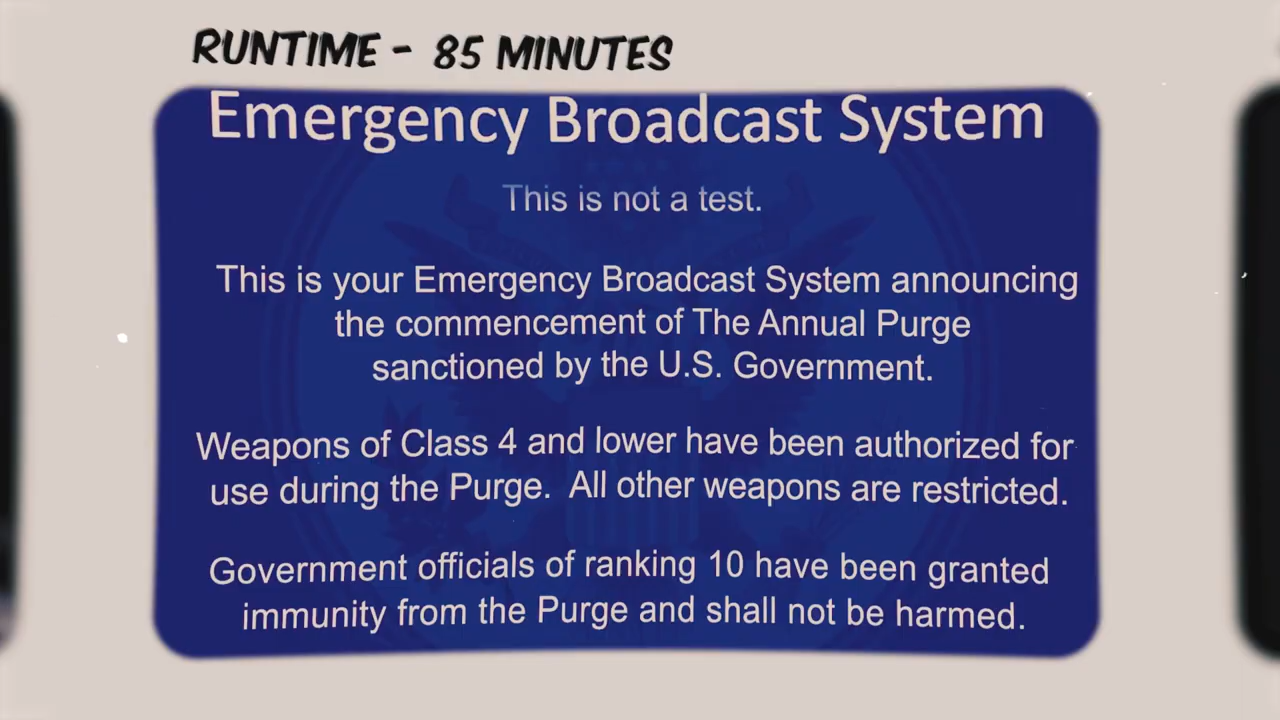 RUNTIME - 85 MINUTES
Emergency Broadcast System
This is not a test.
This is your Emergency Broadcast System announcing
the commencement of The Annual Purge
sanctioned by the U.S. Government.
Weapons of Class 4 and lower have been authorized for
use during the Purge. All other weapons are restricted.
Government officials of ranking 10 have been granted
immunity from the Purge and shall not be harmed.